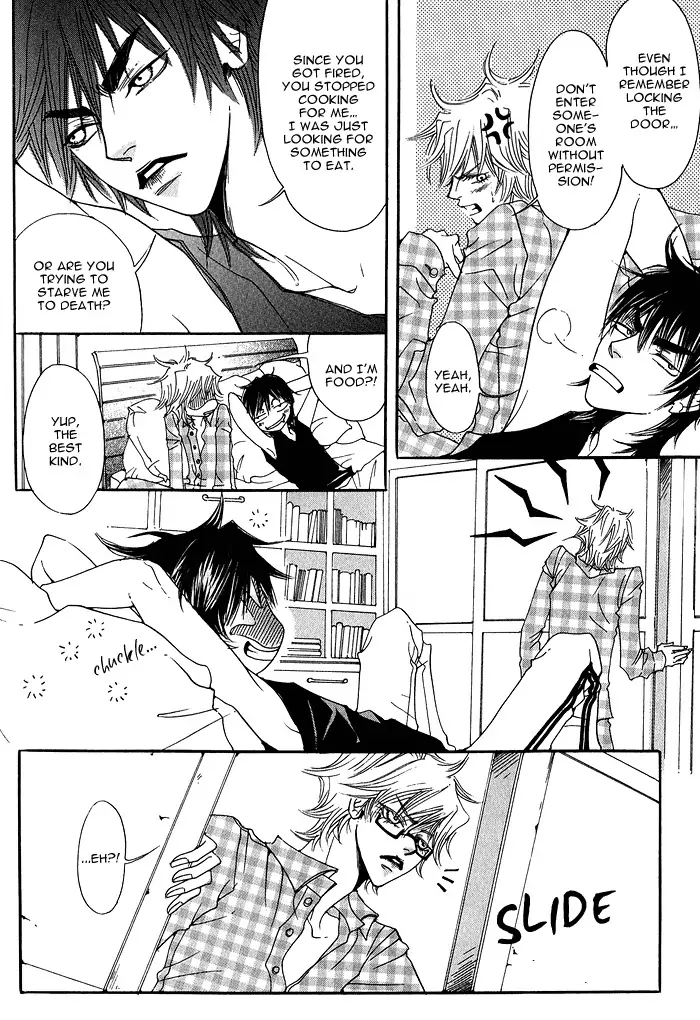 EVEN
THOUGH I
REMEMBER
LOCKING
THE
DOOR...
DON'T
ENTER
SOME-
ONE'S
ROOM
WITHOUT
PERMIS-
SION!
YEAH,
YEAH.
SINCE YOU
GOT FIRED,
YOU STOPPED
COOKING
FOR ME...
I WAS JUST
LOOKING FOR
SOMETHING
TO EAT.
OR ARE YOU
TRYING TO
STARVE ME
TO DEATH?
AND I'M
FOOD?!
YUP,
THE
BEST
KIND.
chuckle...
...EH?!
SLIDE